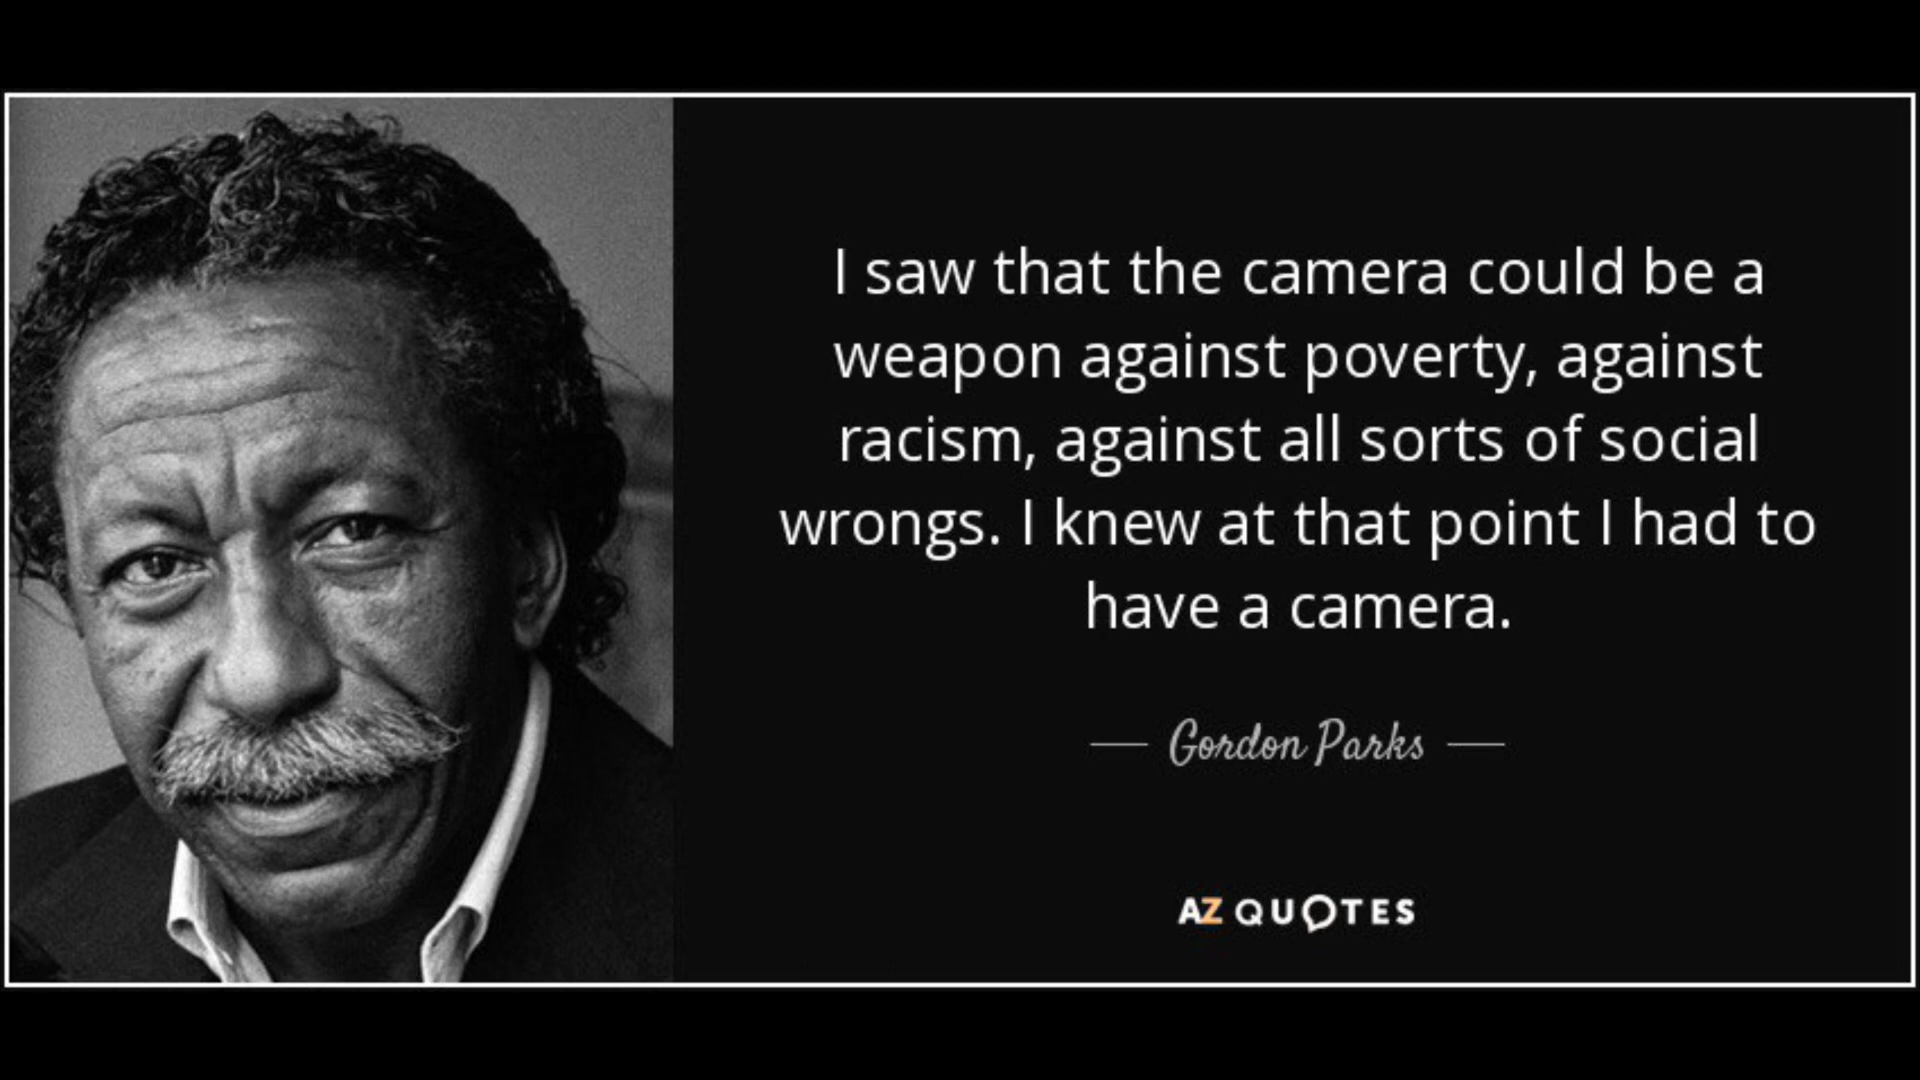 I saw that the camera could be a
weapon against poverty, against
racism, against all sorts of social
wrongs. I knew at that point I had to
have a camera.
Gordon Parks
AZ QUOTES